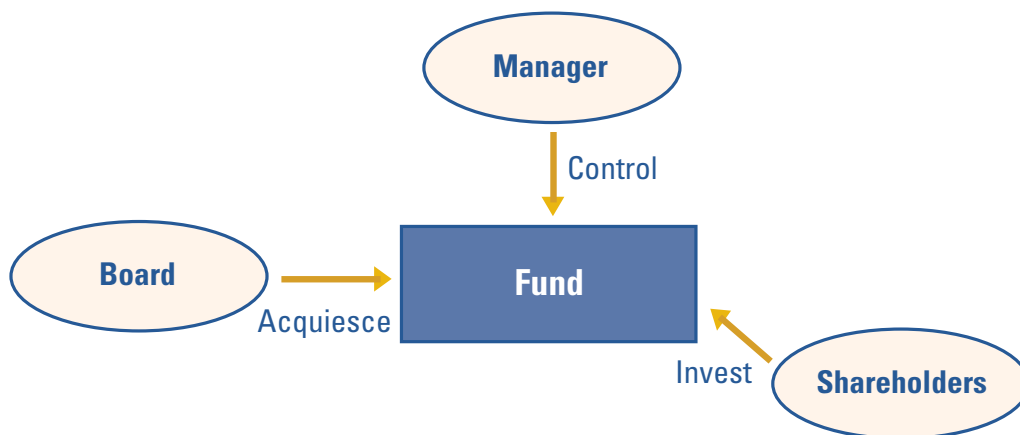 Manager
Control
Board
Fund
Acquiesce
Invest
Shareholders